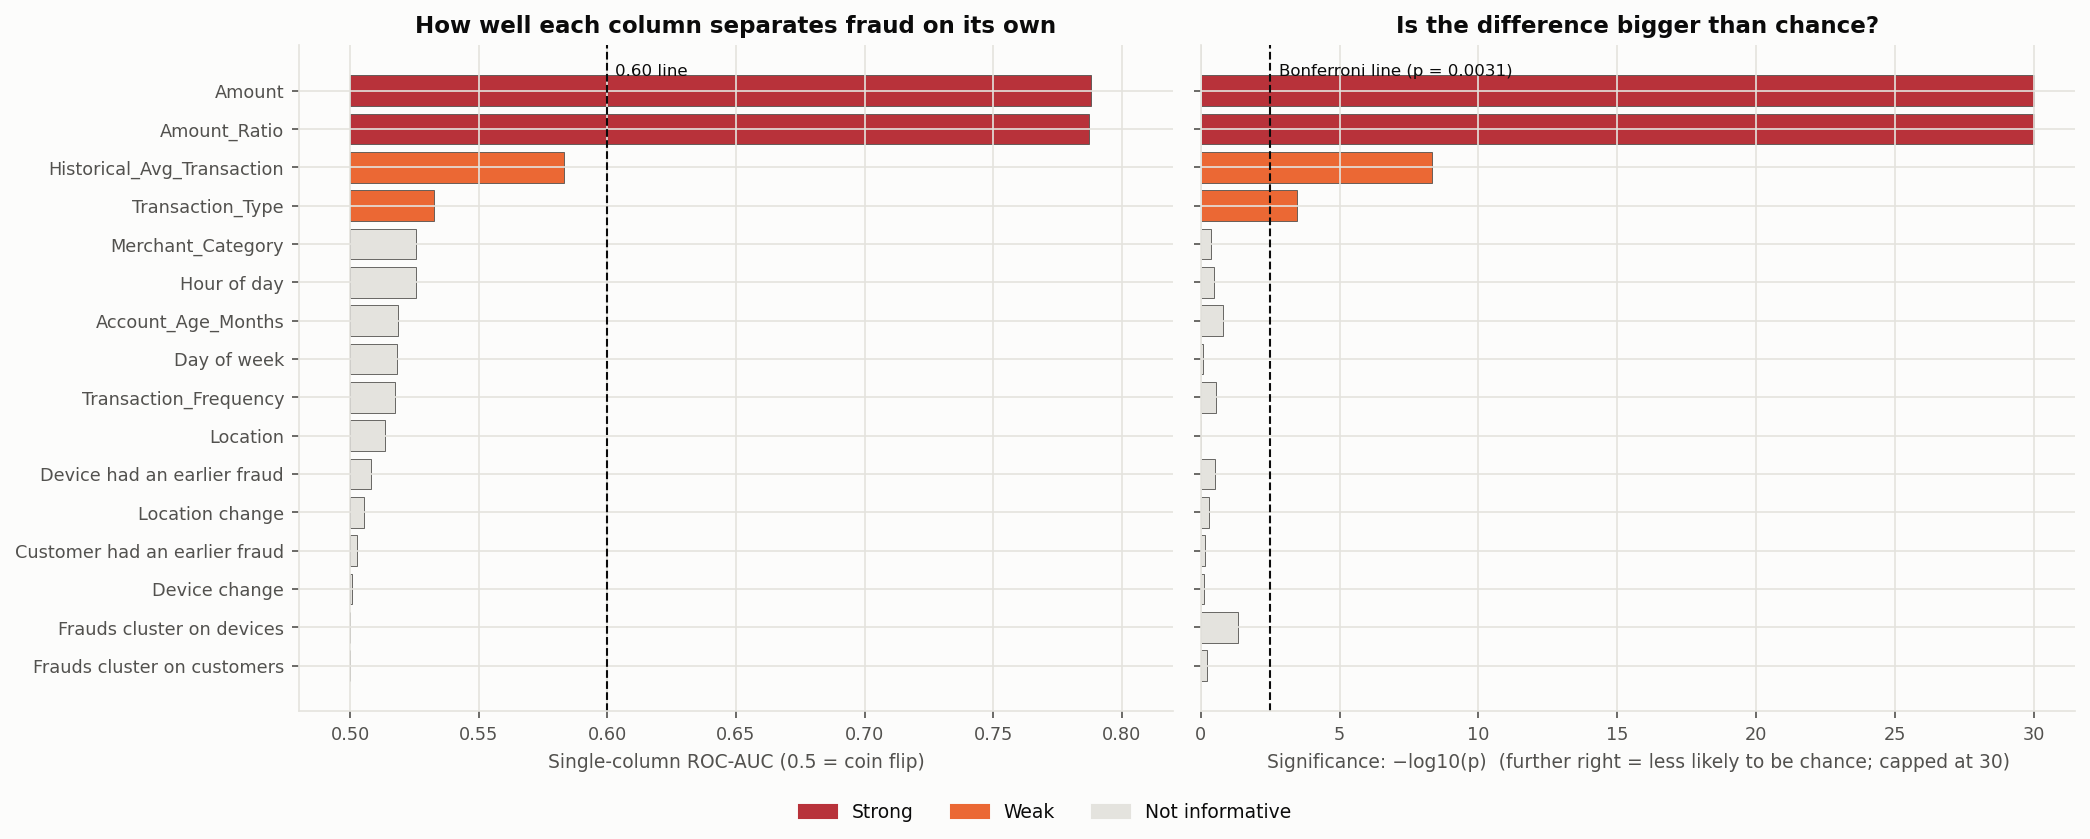 How well each column separates fraud on its own
Is the difference bigger than chance?
0.60 line
Bonferroni line (p = 0.0031)
Amount
Amount_Ratio
Historical_Avg_Transaction
Transaction_Type
Merchant_Category
Hour of day
Account_Age_Months
Day of week
Transaction_Frequency
Location
Device had an earlier fraud
Location change
Customer had an earlier fraud
Device change
Frauds cluster on devices
Frauds cluster on customers
0.50 0.55 0.60 0.65 0.70 0.75 0.80
0 5 10 15 20 25 30
Single-column ROC-AUC (0.5 = coin flip)
Significance: −log10(p)  (further right = less likely to be chance; capped at 30)
Strong Weak Not informative